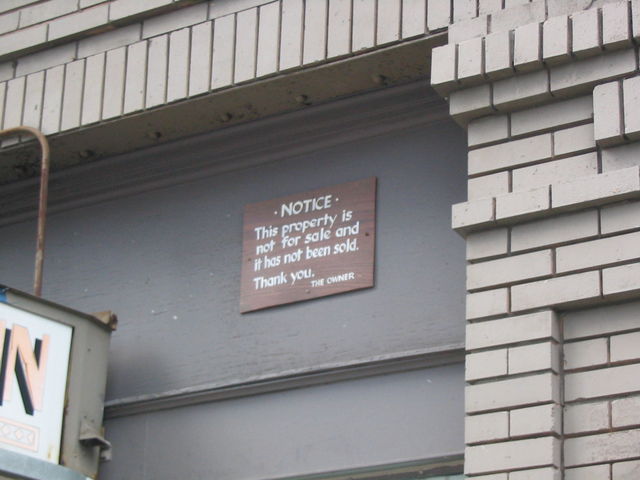 · NOTICE ·
This property is
not for sale and
it has not been sold.
Thank you.
THE OWNER